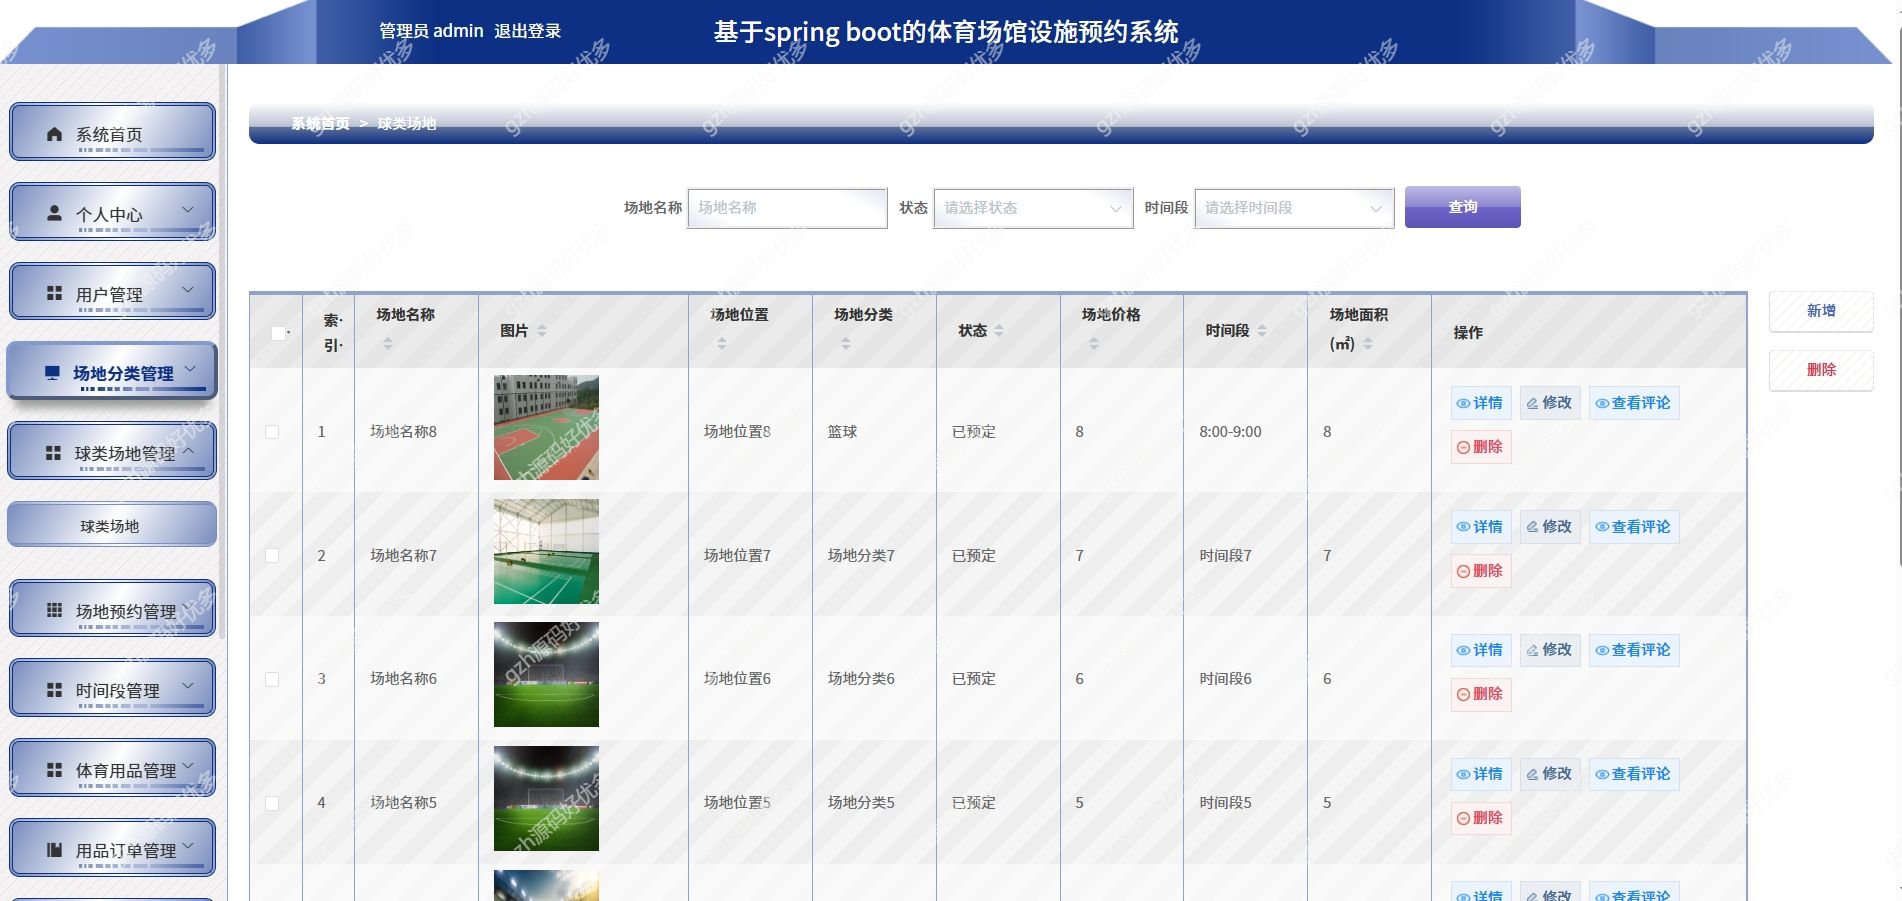 管理员 admin 退出登录
基于spring boot的体育场馆设施预约系统
系统首页
个人中心
用户管理
场地分类管理
球类场地管理
球类场地
场地预约管理
时间段管理
体育用品管理
用品订单管理
系统首页 > 球类场地
场地名称 场地名称 状态 请选择状态 时间段 请选择时间段 查询
新增
删除
索引 场地名称 图片 场地位置 场地分类 状态 场地价格 时间段 场地面积(㎡) 操作
1 场地名称8 场地位置8 篮球 已预定 8 8:00-9:00 8 详情 修改 查看评论
删除
2 场地名称7 场地位置7 场地分类7 已预定 7 时间段7 7 详情 修改 查看评论
删除
3 场地名称6 场地位置6 场地分类6 已预定 6 时间段6 6 详情 修改 查看评论
删除
4 场地名称5 场地位置5 场地分类5 已预定 5 时间段5 5 详情 修改 查看评论
删除
详情 修改 查看评论
gzh源码好优多